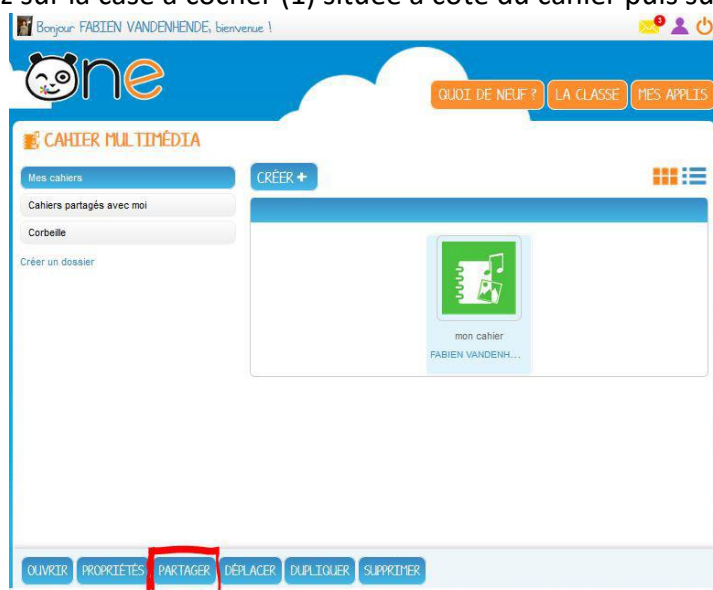 z sur la case à cocher (1) située à côté du cahier puis su
Bonjour FABIEN VANDENHENDE, bienvenue !
3
One
QUOI DE NEUF ? LA CLASSE MES APPLIS
CAHIER MULTIMÉDIA
Mes cahiers
CRÉER +
Cahiers partagés avec moi
Corbeille
Créer un dossier
mon cahier
FABIEN VANDENH...
OUVRIR PROPRIÉTÉS PARTAGER DÉPLACER DUPLIQUER SUPPRIMER